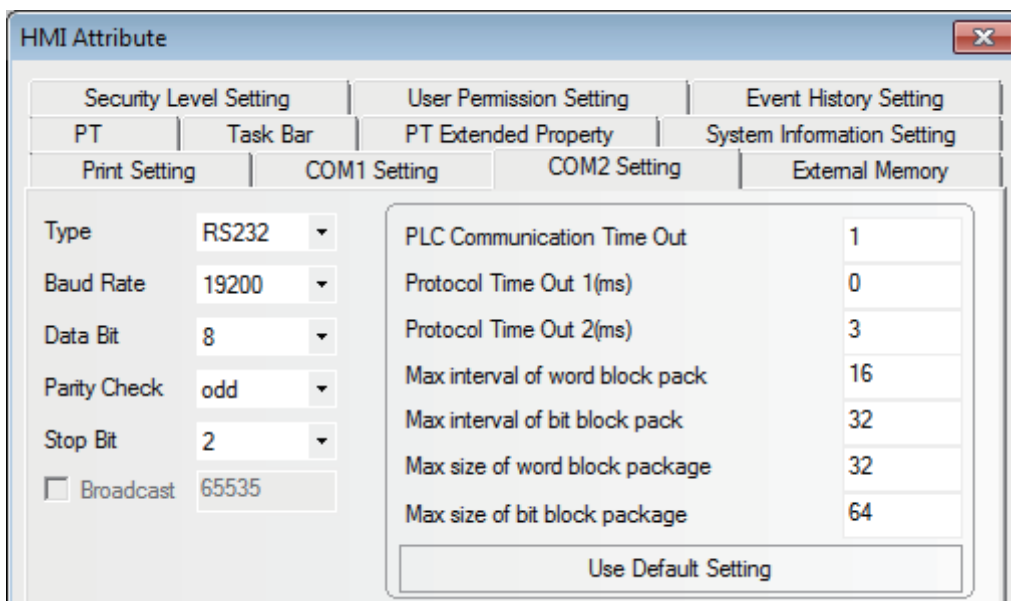 HMI Attribute
Security Level Setting User Permission Setting Event History Setting
PT Task Bar PT Extended Property System Information Setting
Print Setting COM1 Setting COM2 Setting External Memory
Type RS232
Baud Rate 19200
Data Bit 8
Parity Check odd
Stop Bit 2
Broadcast 65535
PLC Communication Time Out 1
Protocol Time Out 1(ms) 0
Protocol Time Out 2(ms) 3
Max interval of word block pack 16
Max interval of bit block pack 32
Max size of word block package 32
Max size of bit block package 64
Use Default Setting